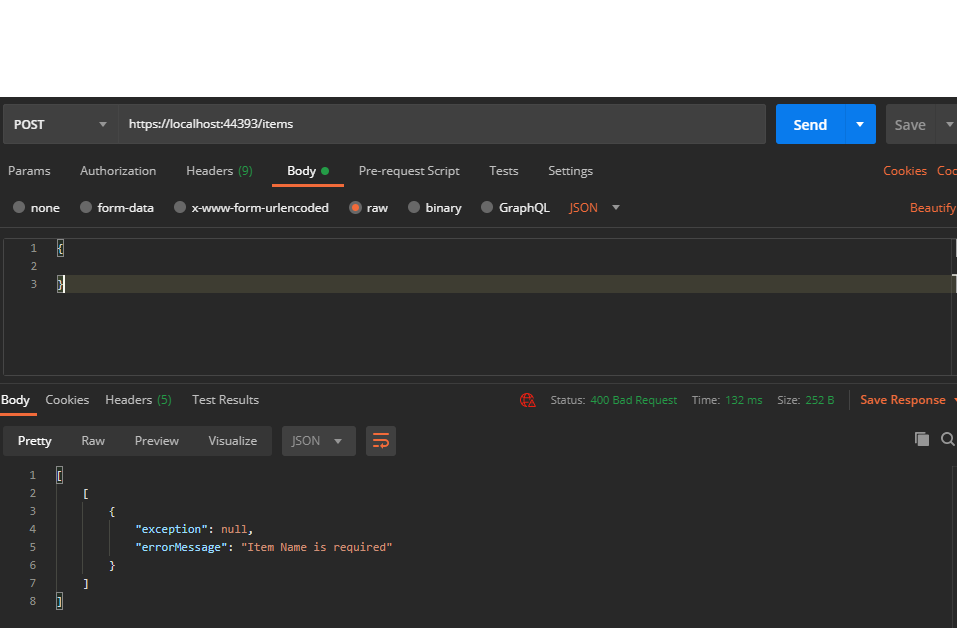 POST https://localhost:44393/items Send Save
Params Authorization Headers (9) Body Pre-request Script Tests Settings Cookies
none form-data x-www-form-urlencoded raw binary GraphQL JSON Beautify
1 {
2
3 }
Body Cookies Headers (5) Test Results Status: 400 Bad Request Time: 132 ms Size: 252 B Save Response
Pretty Raw Preview Visualize JSON
1 [
2 [
3 {
4 "exception": null,
5 "errorMessage": "Item Name is required"
6 }
7 ]
8 ]